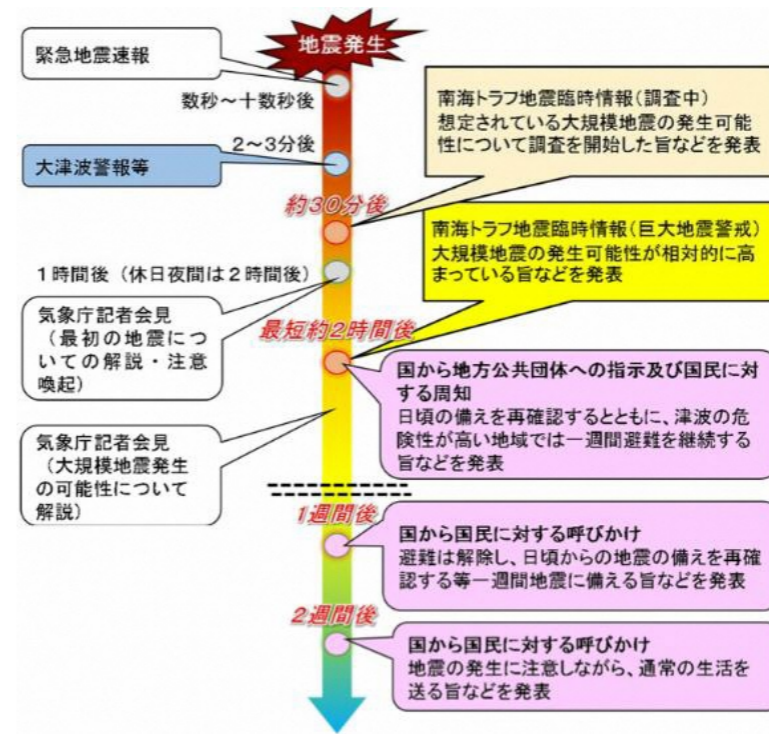 地震発生
緊急地震速報
数秒～十数秒後
2～3分後
大津波警報等
約30分後
南海トラフ地震臨時情報（調査中）
想定されている大規模地震の発生可能
性について調査を開始した旨などを発表
1時間後（休日夜間は2時間後）
気象庁記者会見
（最初の地震につ
いての解説・注意
喚起）
南海トラフ地震臨時情報（巨大地震警戒）
大規模地震の発生可能性が相対的に高
まっている旨などを発表
最短約2時間後
国から地方公共団体への指示及び国民に対
する周知
日頃の備えを再確認するとともに、津波の危
険性が高い地域では一週間避難を継続する
旨などを発表
気象庁記者会見
（大規模地震発生
の可能性について
解説）
1週間後
国から国民に対する呼びかけ
避難は解除し、日頃からの地震の備えを再確
認する等一週間地震に備える旨などを発表
2週間後
国から国民に対する呼びかけ
地震の発生に注意しながら、通常の生活を
送る旨などを発表